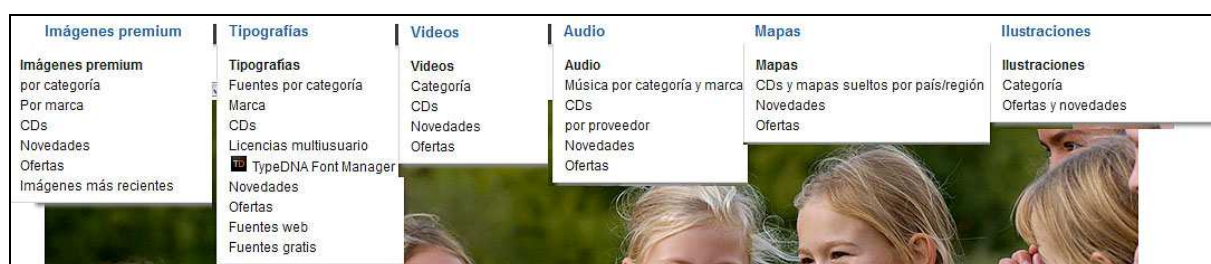 Imágenes premium
Imágenes premium
por categoría
Por marca
CDs
Novedades
Ofertas
Imágenes más recientes
Tipografías
Tipografías
Fuentes por categoría
Marca
CDs
Licencias multiusuario
TD TypeDNA Font Manager
Novedades
Ofertas
Fuentes web
Fuentes gratis
Videos
Videos
Categoría
CDs
Novedades
Ofertas
Audio
Audio
Música por categoría y marca
CDs
por proveedor
Novedades
Ofertas
Mapas
Mapas
CDs y mapas sueltos por país/región
Novedades
Ofertas
Ilustraciones
Ilustraciones
Categoría
Ofertas y novedades